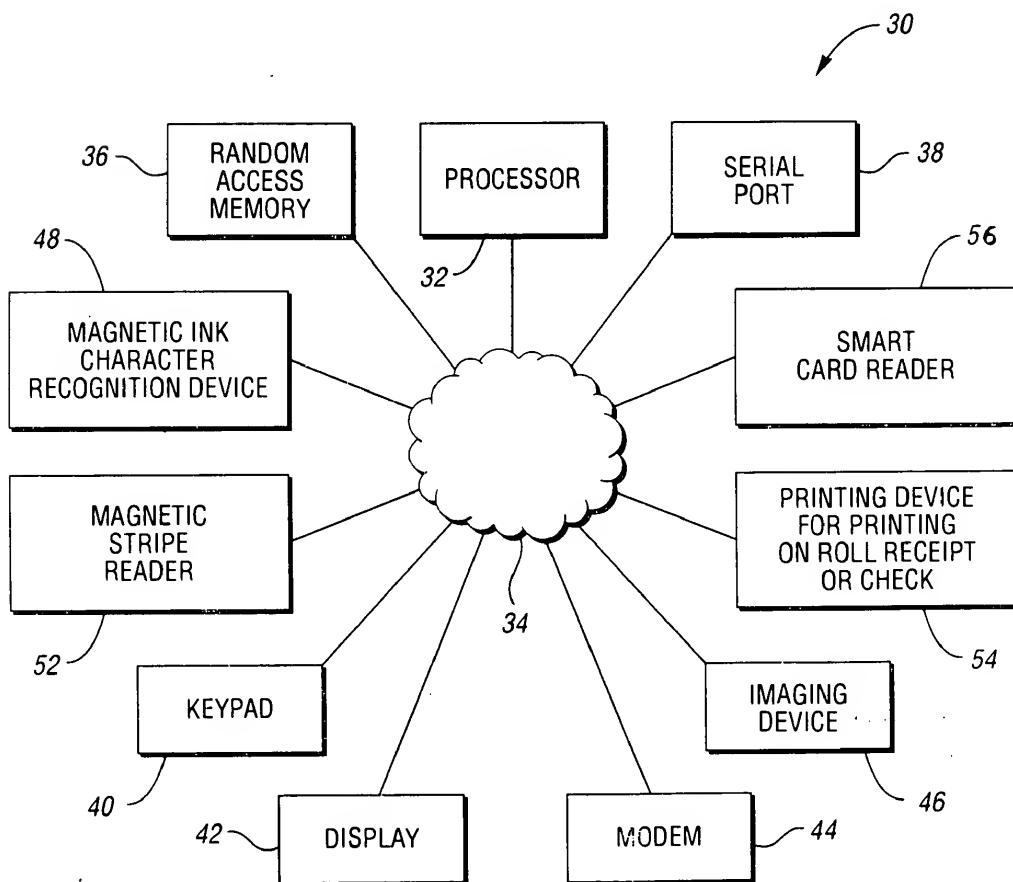 30
36
RANDOM
ACCESS
MEMORY
PROCESSOR
32
SERIAL
PORT
38
48
MAGNETIC INK
CHARACTER
RECOGNITION DEVICE
56
SMART
CARD READER
MAGNETIC
STRIPE
READER
52
34
PRINTING DEVICE
FOR PRINTING
ON ROLL RECEIPT
OR CHECK
54
KEYPAD
40
IMAGING
DEVICE
46
42
DISPLAY
MODEM
44